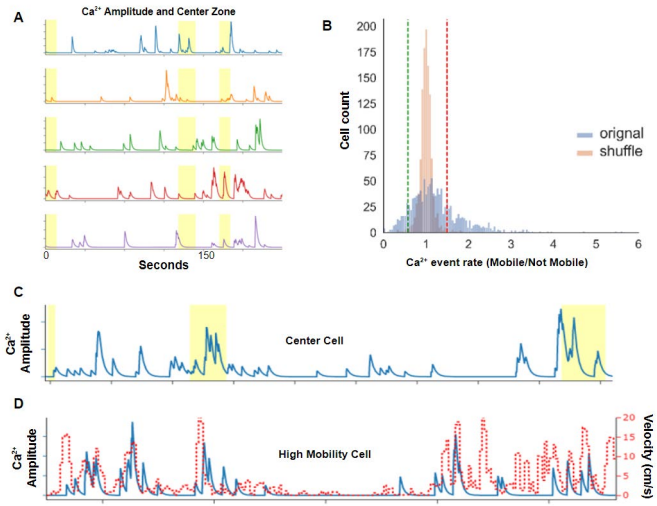 A
Ca²⁺ Amplitude and Center Zone
0
150
Seconds
B
200
175
150
125
100
75
50
25
0
Cell count
orignal
shuffle
0 1 2 3 4 5 6
Ca²⁺ event rate (Mobile/Not Mobile)
C
Ca²⁺
Amplitude
Center Cell
D
Ca²⁺
Amplitude
High Mobility Cell
20
15
10
5
0
Velocity (cm/s)